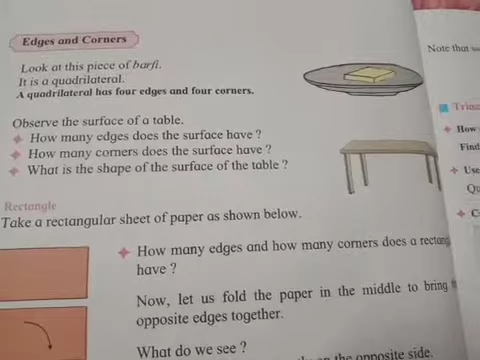 Edges and Corners
Look at this piece of barfi.
It is a quadrilateral.
A quadrilateral has four edges and four corners.
Observe the surface of a table.
How many edges does the surface have ?
How many corners does the surface have ?
What is the shape of the surface of the table ?
Rectangle
Take a rectangular sheet of paper as shown below.
How many edges and how many corners does a
have ?
Now, let us fold the paper in the middle to bring
opposite edges together.
What do we see ?
on the opposite side.
Note that
How
Find
Use